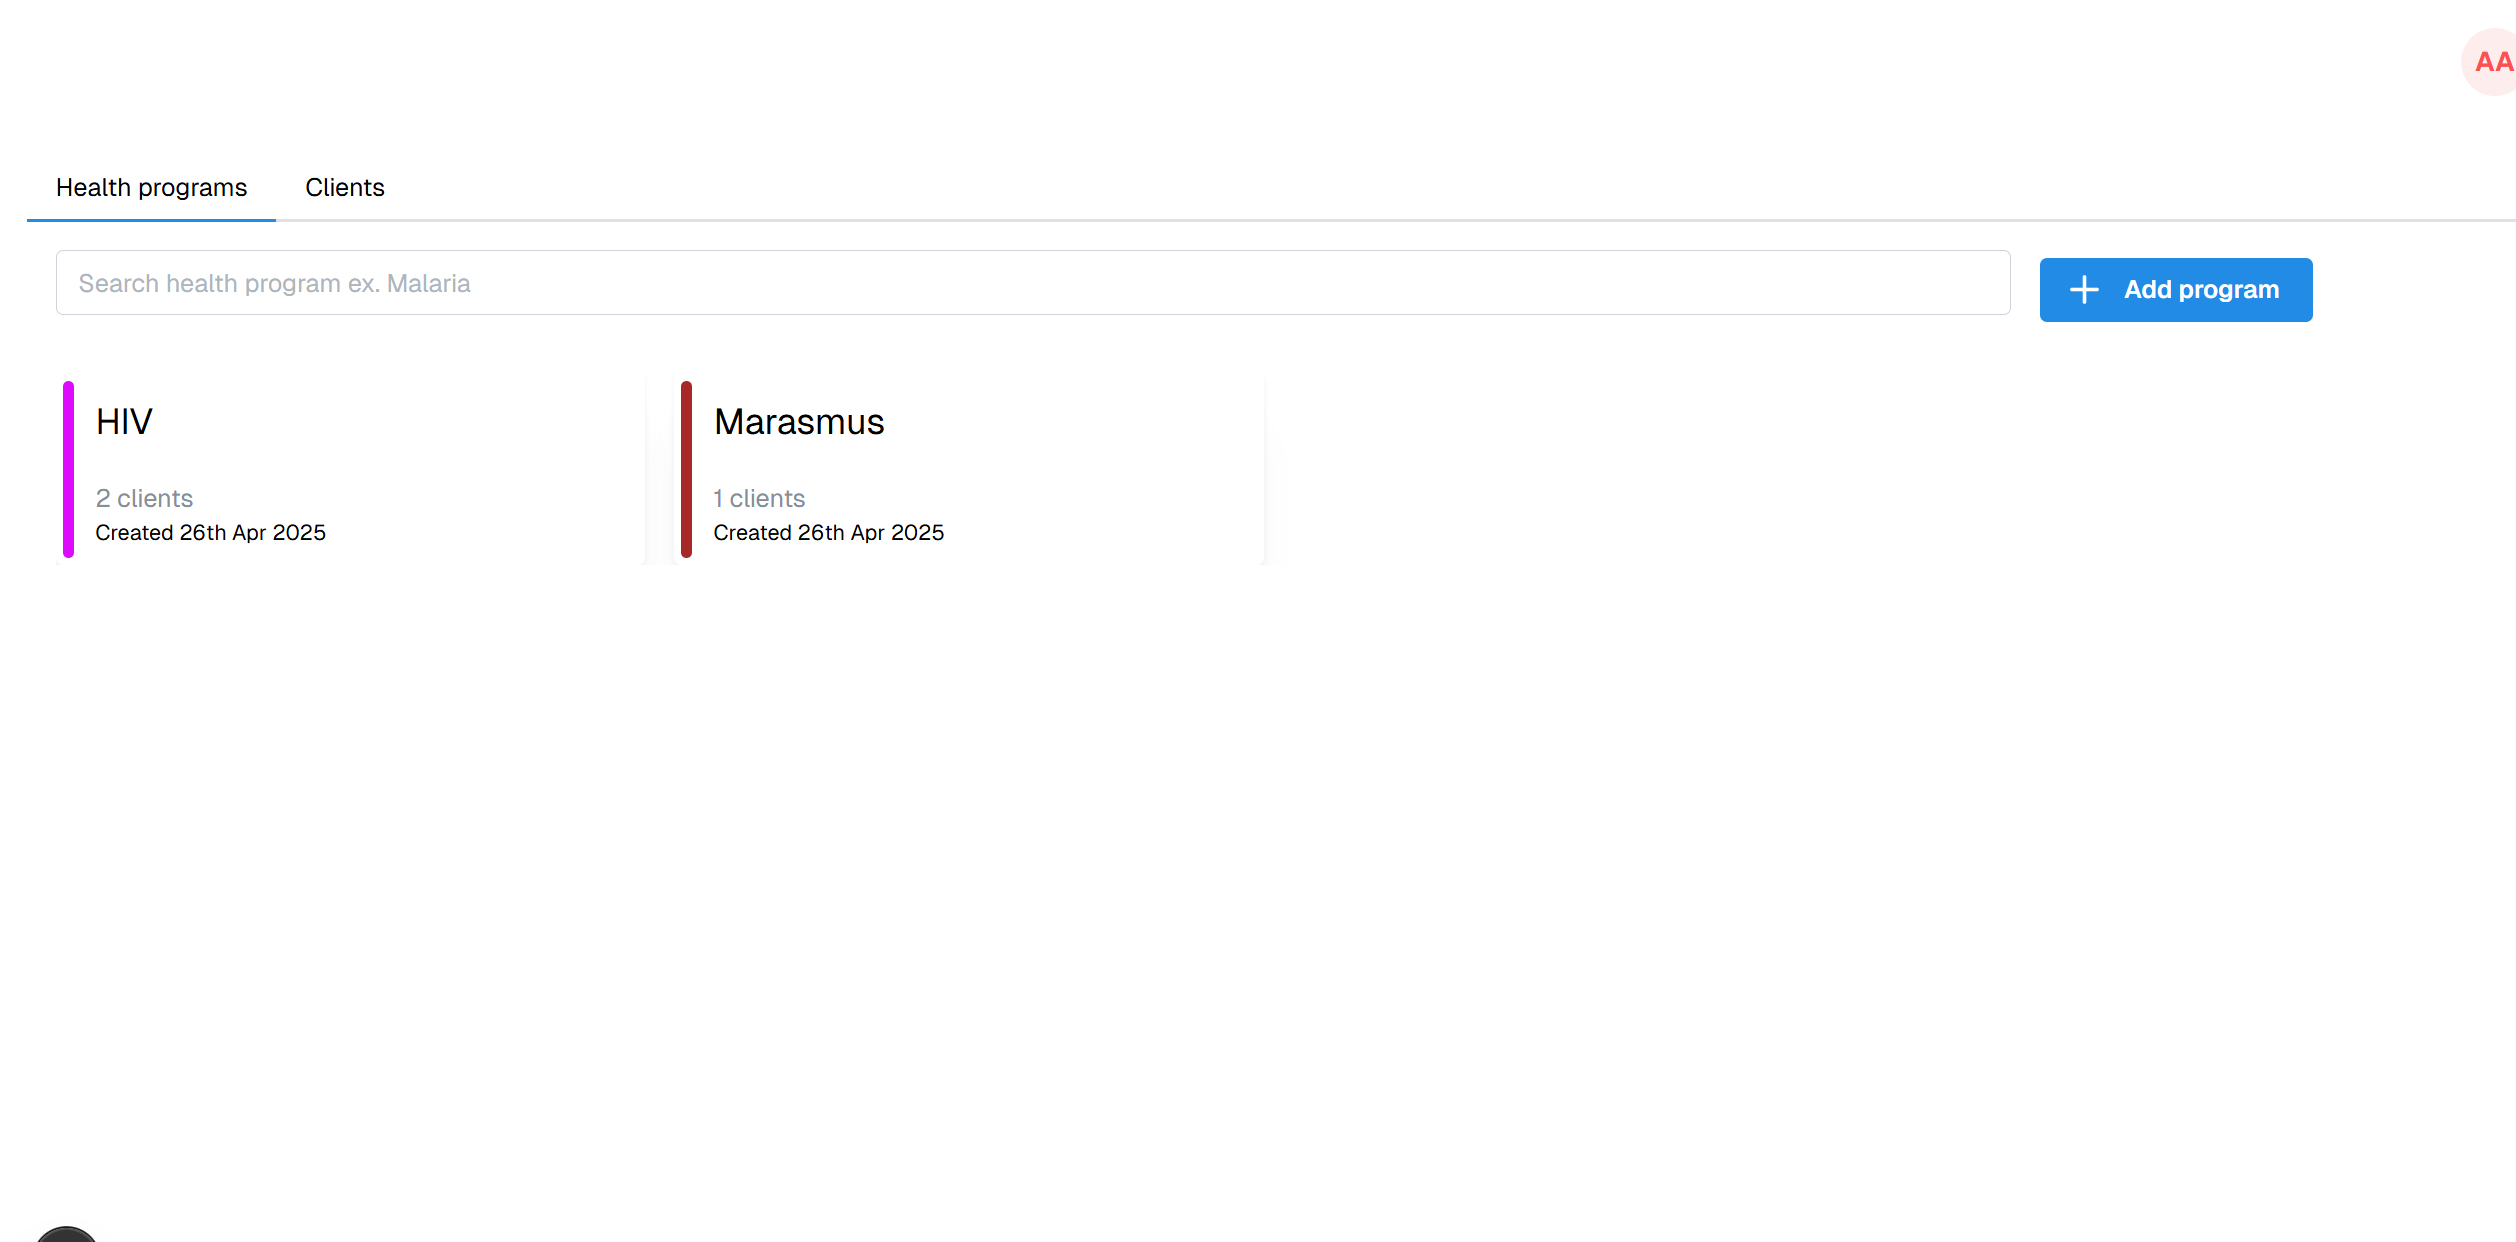 AA
Health programs
Clients
Search health program ex. Malaria
Add program
HIV
2 clients
Created 26th Apr 2025
Marasmus
1 clients
Created 26th Apr 2025